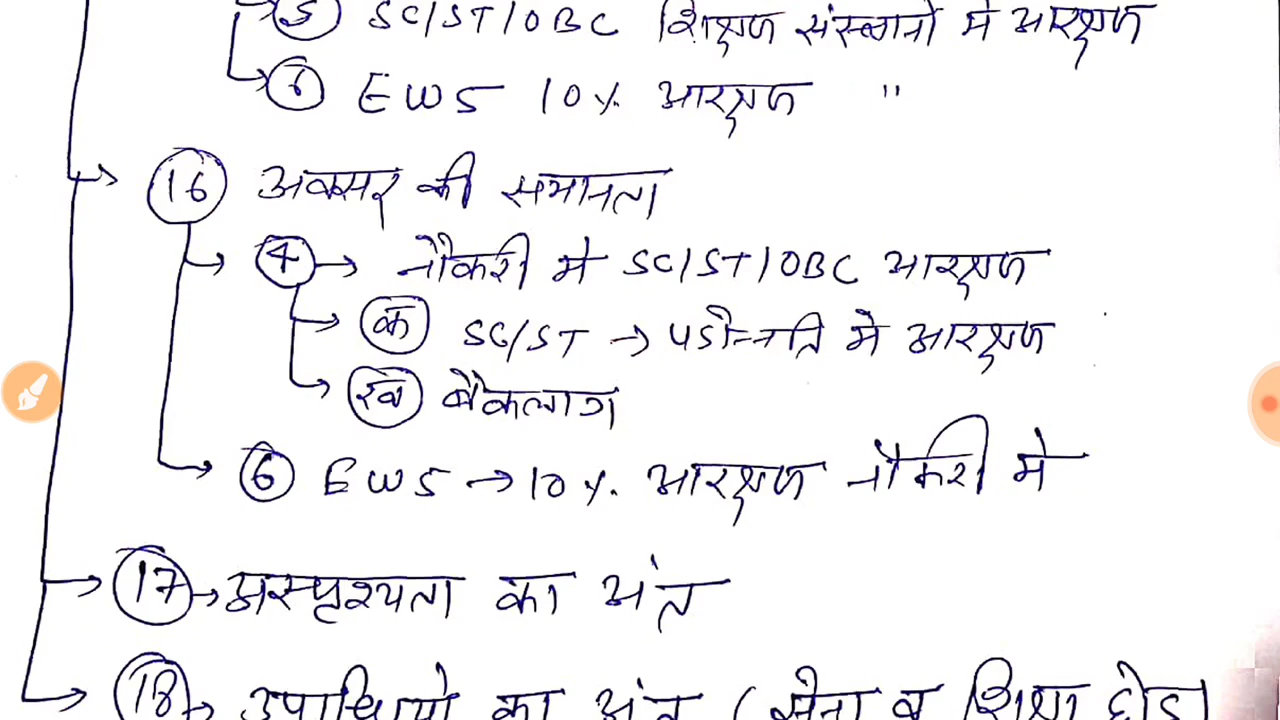 5 SC/ST/OBC शिक्षण संस्थानों में आरक्षण
6 EWS 10%. आरक्षण "
16 अवसर की समानता
4 → नौकरी मे SC/ST/OBC आरक्षण
क SC/ST → पदोन्नति मे आरक्षण
ख बैकलाग
6 EWS → 10%. आरक्षण नौकरी मे
17 → अस्पृश्यता का अंत
18 → उपाधियो का अंत (सेना व शिक्षा छोड़)